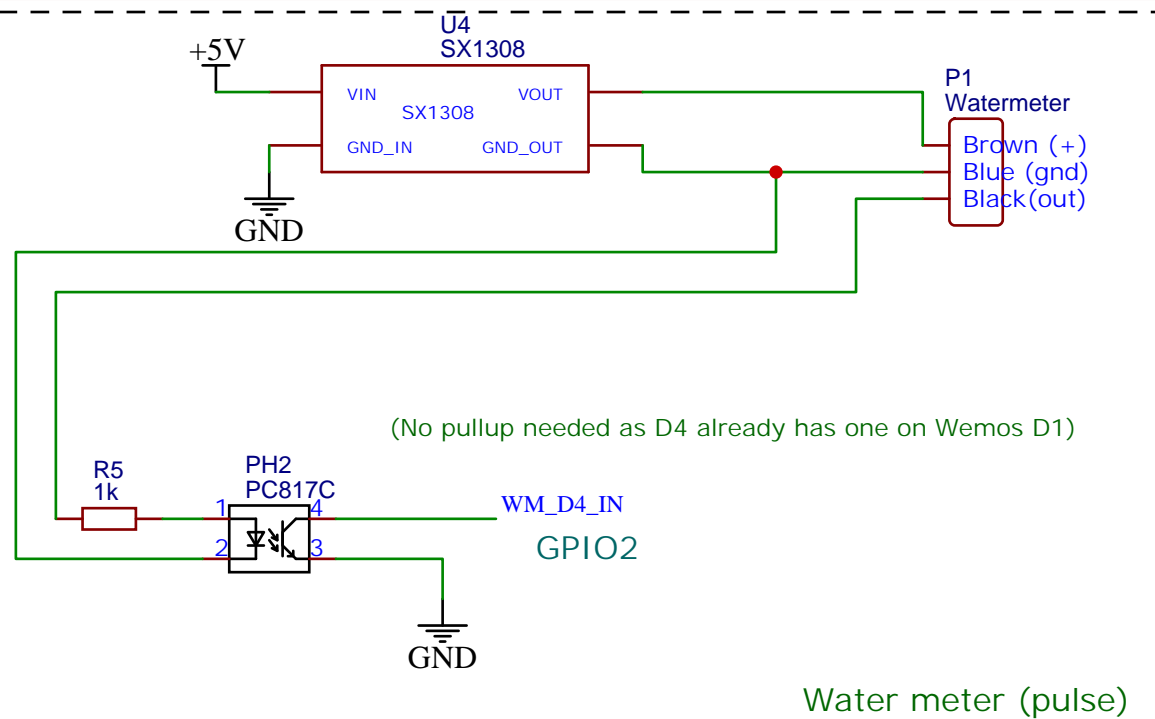 U4
SX1308
+5V
VIN
VOUT
SX1308
GND_IN
GND_OUT
GND
P1
Watermeter
Brown (+)
Blue (gnd)
Black(out)
(No pullup needed as D4 already has one on Wemos D1)
R5
1k
PH2
PC817C
1
4
2
3
WM_D4_IN
GPIO2
GND
Water meter (pulse)